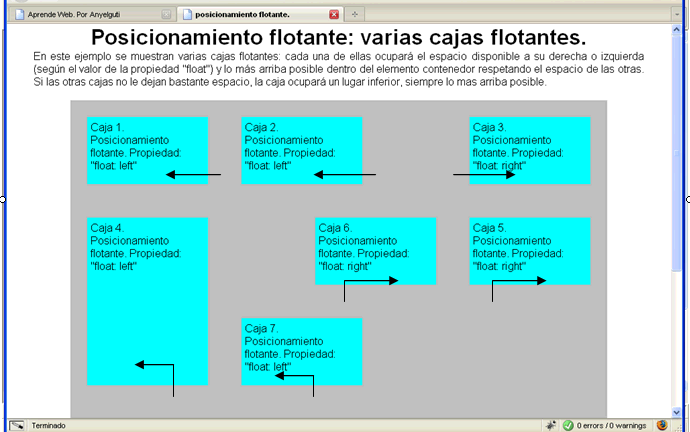 Aprende Web. Por Anyelguti
posicionamiento flotante.
Posicionamiento flotante: varias cajas flotantes.
En este ejemplo se muestran varias cajas flotantes: cada una de ellas ocupará el espacio disponible a su derecha o izquierda
(según el valor de la propiedad "float") y lo más arriba posible dentro del elemento contenedor respetando el espacio de las otras.
Si las otras cajas no le dejan bastante espacio, la caja ocupará un lugar inferior, siempre lo mas arriba posible.
Caja 1.
Posicionamiento
flotante. Propiedad:
"float: left"
Caja 2.
Posicionamiento
flotante. Propiedad:
"float: left"
Caja 3.
Posicionamiento
flotante. Propiedad:
"float: right"
Caja 4.
Posicionamiento
flotante. Propiedad:
"float: left"
Caja 6.
Posicionamiento
flotante. Propiedad:
"float: right"
Caja 5.
Posicionamiento
flotante. Propiedad:
"float: right"
Caja 7.
Posicionamiento
flotante. Propiedad:
"float: left"
Terminado
0 errors / 0 warnings